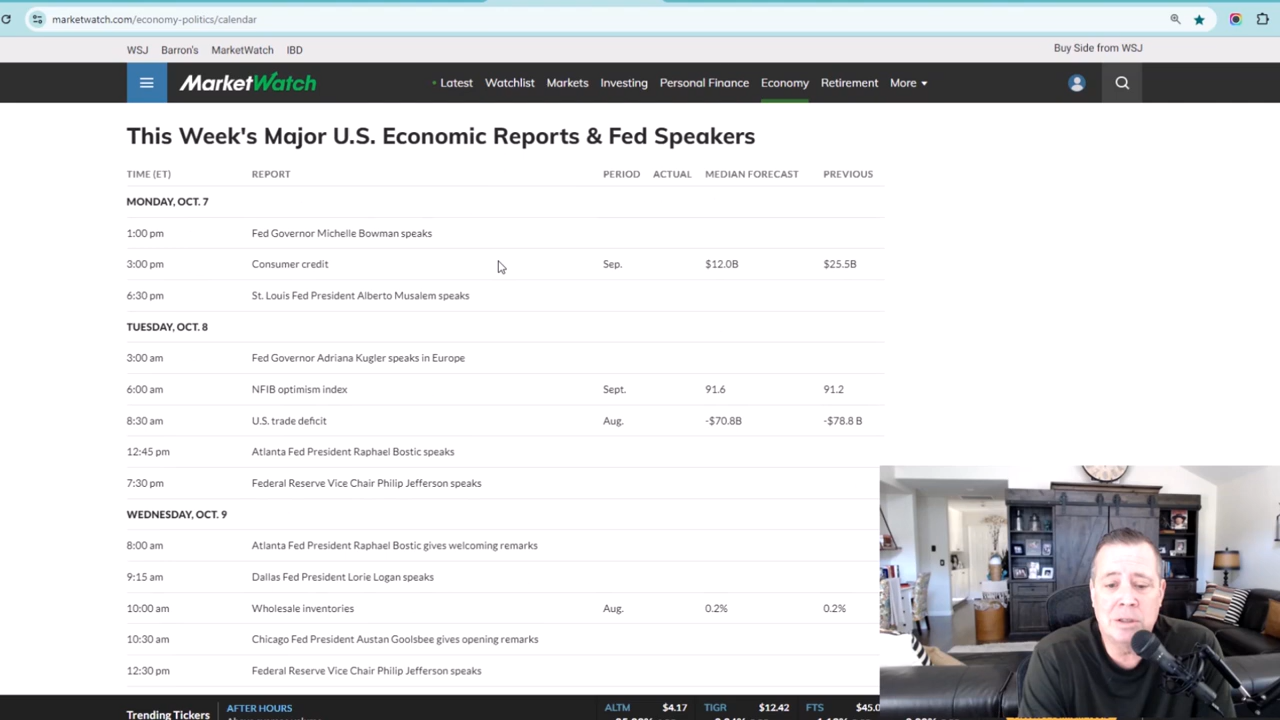 marketwatch.com/economy-politics/calendar
WSJ Barron's MarketWatch IBD Buy Side from WSJ
MarketWatch Latest Watchlist Markets Investing Personal Finance Economy Retirement More
This Week's Major U.S. Economic Reports & Fed Speakers
TIME (ET) REPORT PERIOD ACTUAL MEDIAN FORECAST PREVIOUS
MONDAY, OCT. 7
1:00 pm Fed Governor Michelle Bowman speaks
3:00 pm Consumer credit Sep. $12.0B $25.5B
6:30 pm St. Louis Fed President Alberto Musalem speaks
TUESDAY, OCT. 8
3:00 am Fed Governor Adriana Kugler speaks in Europe
6:00 am NFIB optimism index Sept. 91.6 91.2
8:30 am U.S. trade deficit Aug. -$70.8B -$78.8 B
12:45 pm Atlanta Fed President Raphael Bostic speaks
7:30 pm Federal Reserve Vice Chair Philip Jefferson speaks
WEDNESDAY, OCT. 9
8:00 am Atlanta Fed President Raphael Bostic gives welcoming remarks
9:15 am Dallas Fed President Lorie Logan speaks
10:00 am Wholesale inventories Aug. 0.2% 0.2%
10:30 am Chicago Fed President Austan Goolsbee gives opening remarks
12:30 pm Federal Reserve Vice Chair Philip Jefferson speaks
Trending Tickers AFTER HOURS ALTM $4.17 TIGR $12.42 FTS $45.0